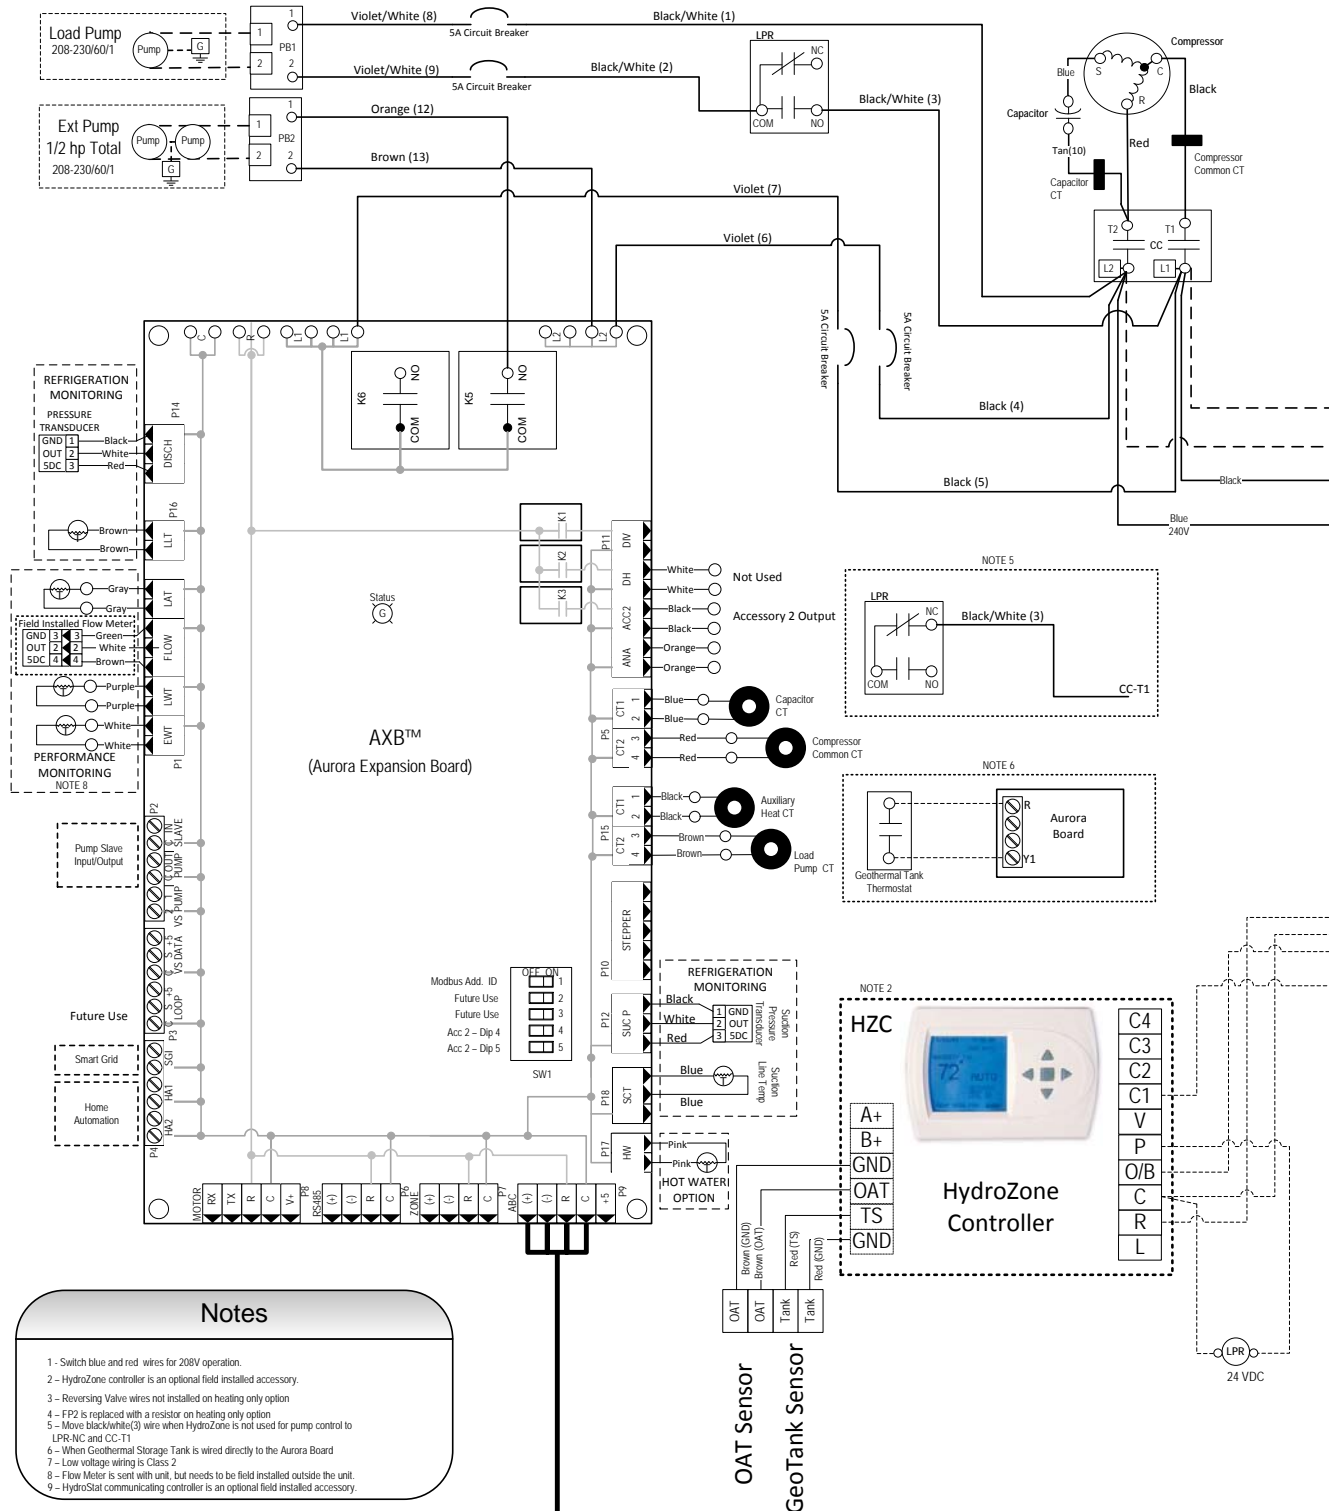 Load Pump
208-230/60/1
Pump
G
1
2
1
PB1
2
Violet/White (8)
5A Circuit Breaker
Black/White (1)
Violet/White (9)
5A Circuit Breaker
Black/White (2)
LPR
NC
COM
NO
Black/White (3)
Ext Pump
1/2 hp Total
208-230/60/1
Pump
Pump
G
1
2
1
PB2
2
Orange (12)
Brown (13)
Violet (7)
Violet (6)
Compressor
Blue
S
C
R
Black
Capacitor
Tan(10)
Red
Capacitor
CT
Compressor
Common CT
T2
T1
CC
L2
L1
5A Circuit Breaker
5A Circuit Breaker
Black (4)
Black (5)
Black
Blue
240V
C
R
L1
L1
L2
L2
K6
NO
COM
K5
NO
COM
REFRIGERATION
MONITORING
PRESSURE
TRANSDUCER
GND 1 Black
OUT 2 White
5DC 3 Red
P14
DISCH
P16
Brown
Brown
LLT
Gray
Gray
LAT
Field Installed Flow Meter
GND 3 3 Green
OUT 2 2 White
5DC 4 4 Brown
FLOW
Purple
Purple
LWT
White
White
EWT
P1
PERFORMANCE
MONITORING
NOTE 8
Status
G
AXB™
(Aurora Expansion Board)
K1
K2
K3
P11
DIV
DH
ACC2
ANA
White
White
Not Used
Black
Black
Accessory 2 Output
Orange
Orange
P5
CT1
1
2
Blue
Blue
Capacitor
CT
CT2
3
4
Red
Red
Compressor
Common CT
P15
CT1
1
2
Black
Black
Auxiliary
Heat CT
CT2
3
4
Brown
Brown
Load
Pump CT
NOTE 5
LPR
NC
COM
NO
Black/White (3)
CC-T1
NOTE 6
Geothermal Tank
Thermostat
R
Y1
Aurora
Board
P2
Pump Slave
Input/Output
C IN
SLAVE
C OUT
PUMP
2 1
VS PUMP
C S +5
VS DATA
C S +5
LOOP
P3
Future Use
Smart Grid
SGI
Home
Automation
HA1
HA2
P4
OFF ON
Modbus Add. ID
1
Future Use
2
Future Use
3
Acc 2 – Dip 4
4
Acc 2 – Dip 5
5
SW1
P10
STEPPER
REFRIGERATION
MONITORING
P12
SUC P
Black
White
Red
1 GND
2 OUT
3 5DC
Suction
Pressure
Transducer
P18
SCT
Blue
Blue
Suction
Line Temp
P17
HW
Pink
Pink
HOT WATER
OPTION
MOTOR
RX
TX
R
C
V+
P8
RS485
(+)
(-)
R
C
P6
ZONE
(+)
(-)
R
C
P7
ABC
(+)
(-)
R
C
+5
P9
NOTE 2
HZC
72°
AUTO
A+
B+
GND
OAT
TS
GND
HydroZone
Controller
C4
C3
C2
C1
V
P
O/B
C
R
L
Brown (GND)
Brown (OAT)
Red (TS)
Red (GND)
OAT
OAT
Tank
Tank
OAT Sensor
GeoTank Sensor
LPR
24 VDC
Notes
1 - Switch blue and red wires for 208V operation.
2 – HydroZone controller is an optional field installed accessory.
3 – Reversing Valve wires not installed on heating only option
4 – FP2 is replaced with a resistor on heating only option
5 – Move black/white(3) wire when HydroZone is not used for pump control to
LPR-NC and CC-T1
6 – When Geothermal Storage Tank is wired directly to the Aurora Board
7 – Low voltage wiring is Class 2
8 – Flow Meter is sent with unit, but needs to be field installed outside the unit.
9 – HydroStat communicating controller is an optional field installed accessory.